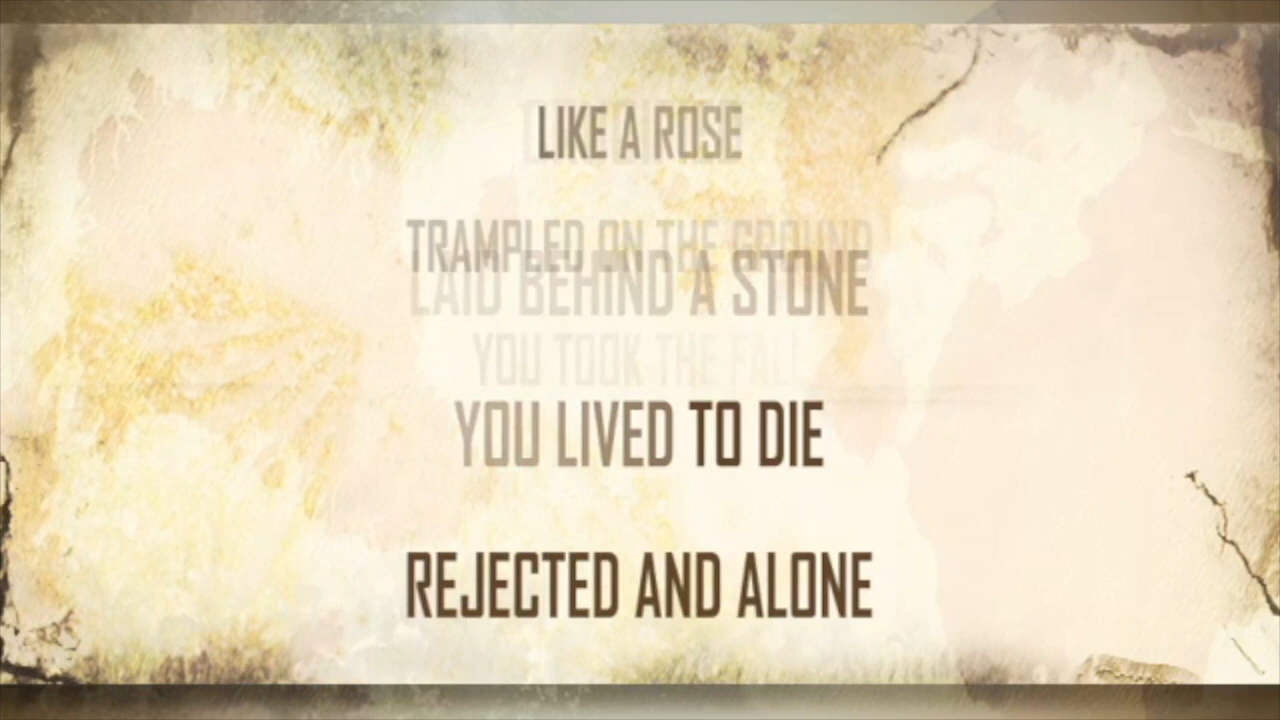 LIKE A ROSE
TRAMPLED ON THE GROUND
LAID BEHIND A STONE
YOU TOOK THE FALL
YOU LIVED TO DIE
REJECTED AND ALONE